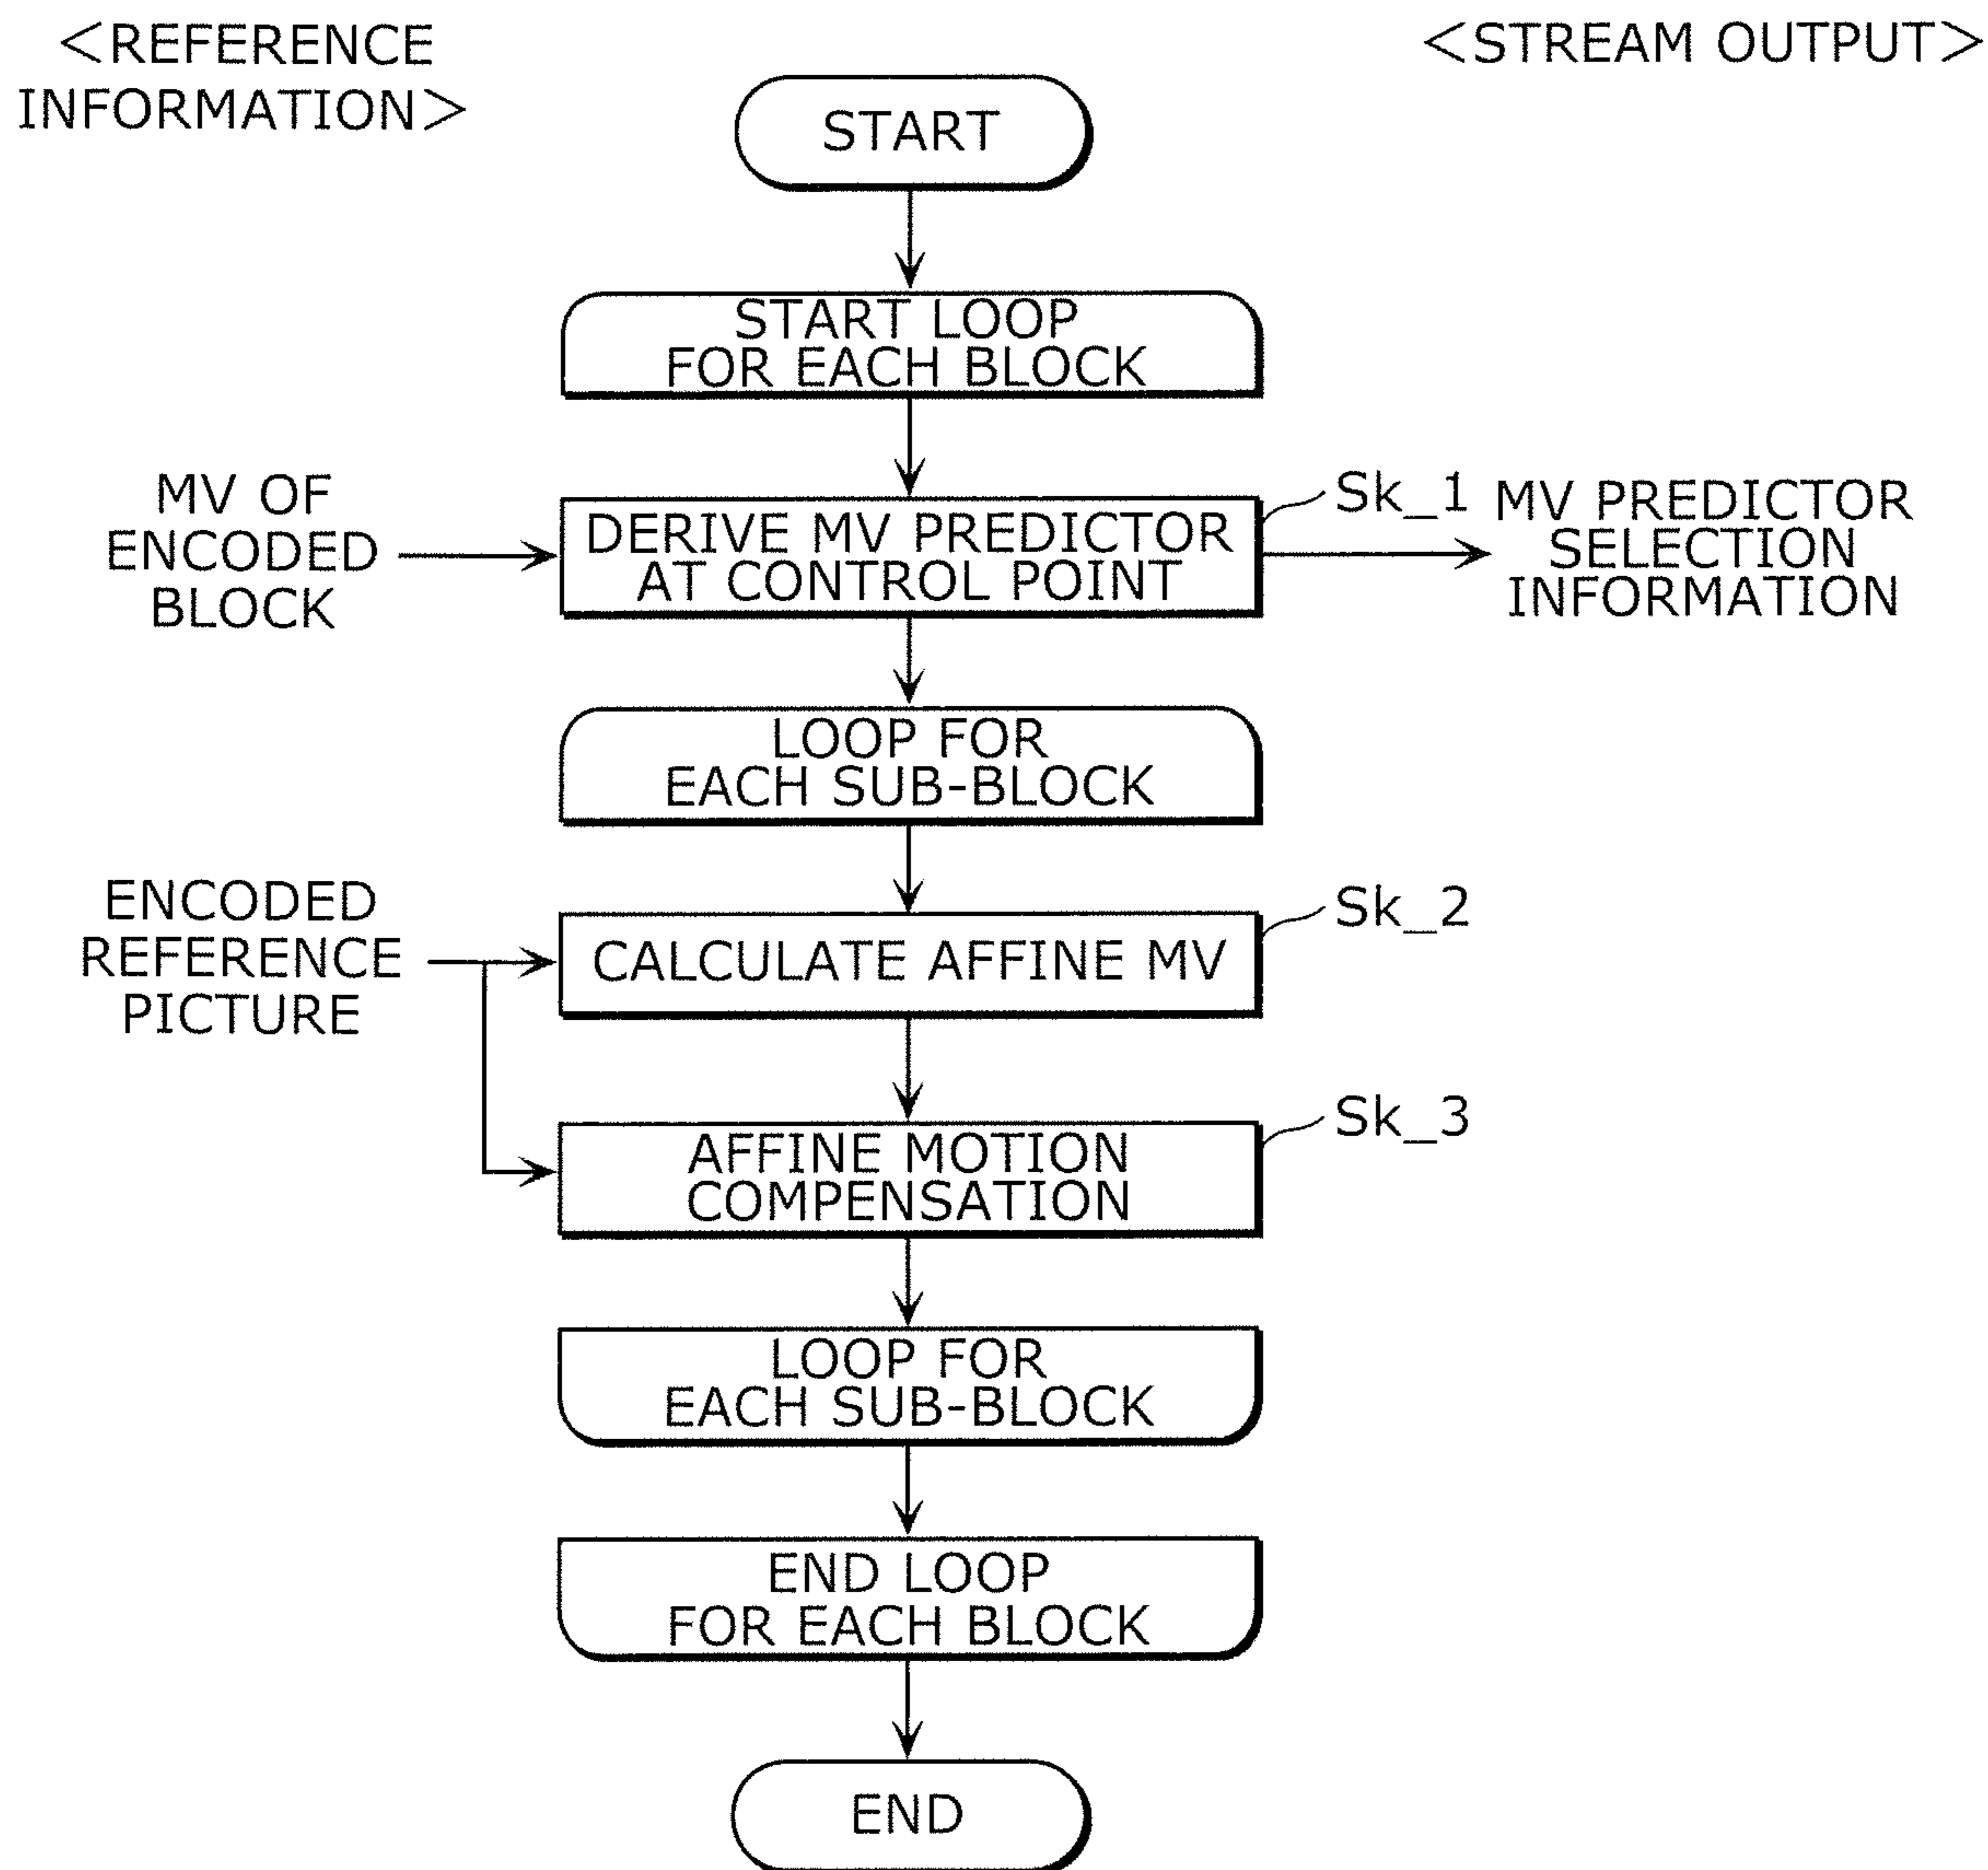 <REFERENCE
INFORMATION>
<STREAM OUTPUT>
START
START LOOP
FOR EACH BLOCK
MV OF
ENCODED
BLOCK
DERIVE MV PREDICTOR
AT CONTROL POINT
Sk_1
MV PREDICTOR
SELECTION
INFORMATION
LOOP FOR
EACH SUB-BLOCK
ENCODED
REFERENCE
PICTURE
CALCULATE AFFINE MV
Sk_2
AFFINE MOTION
COMPENSATION
Sk_3
LOOP FOR
EACH SUB-BLOCK
END LOOP
FOR EACH BLOCK
END